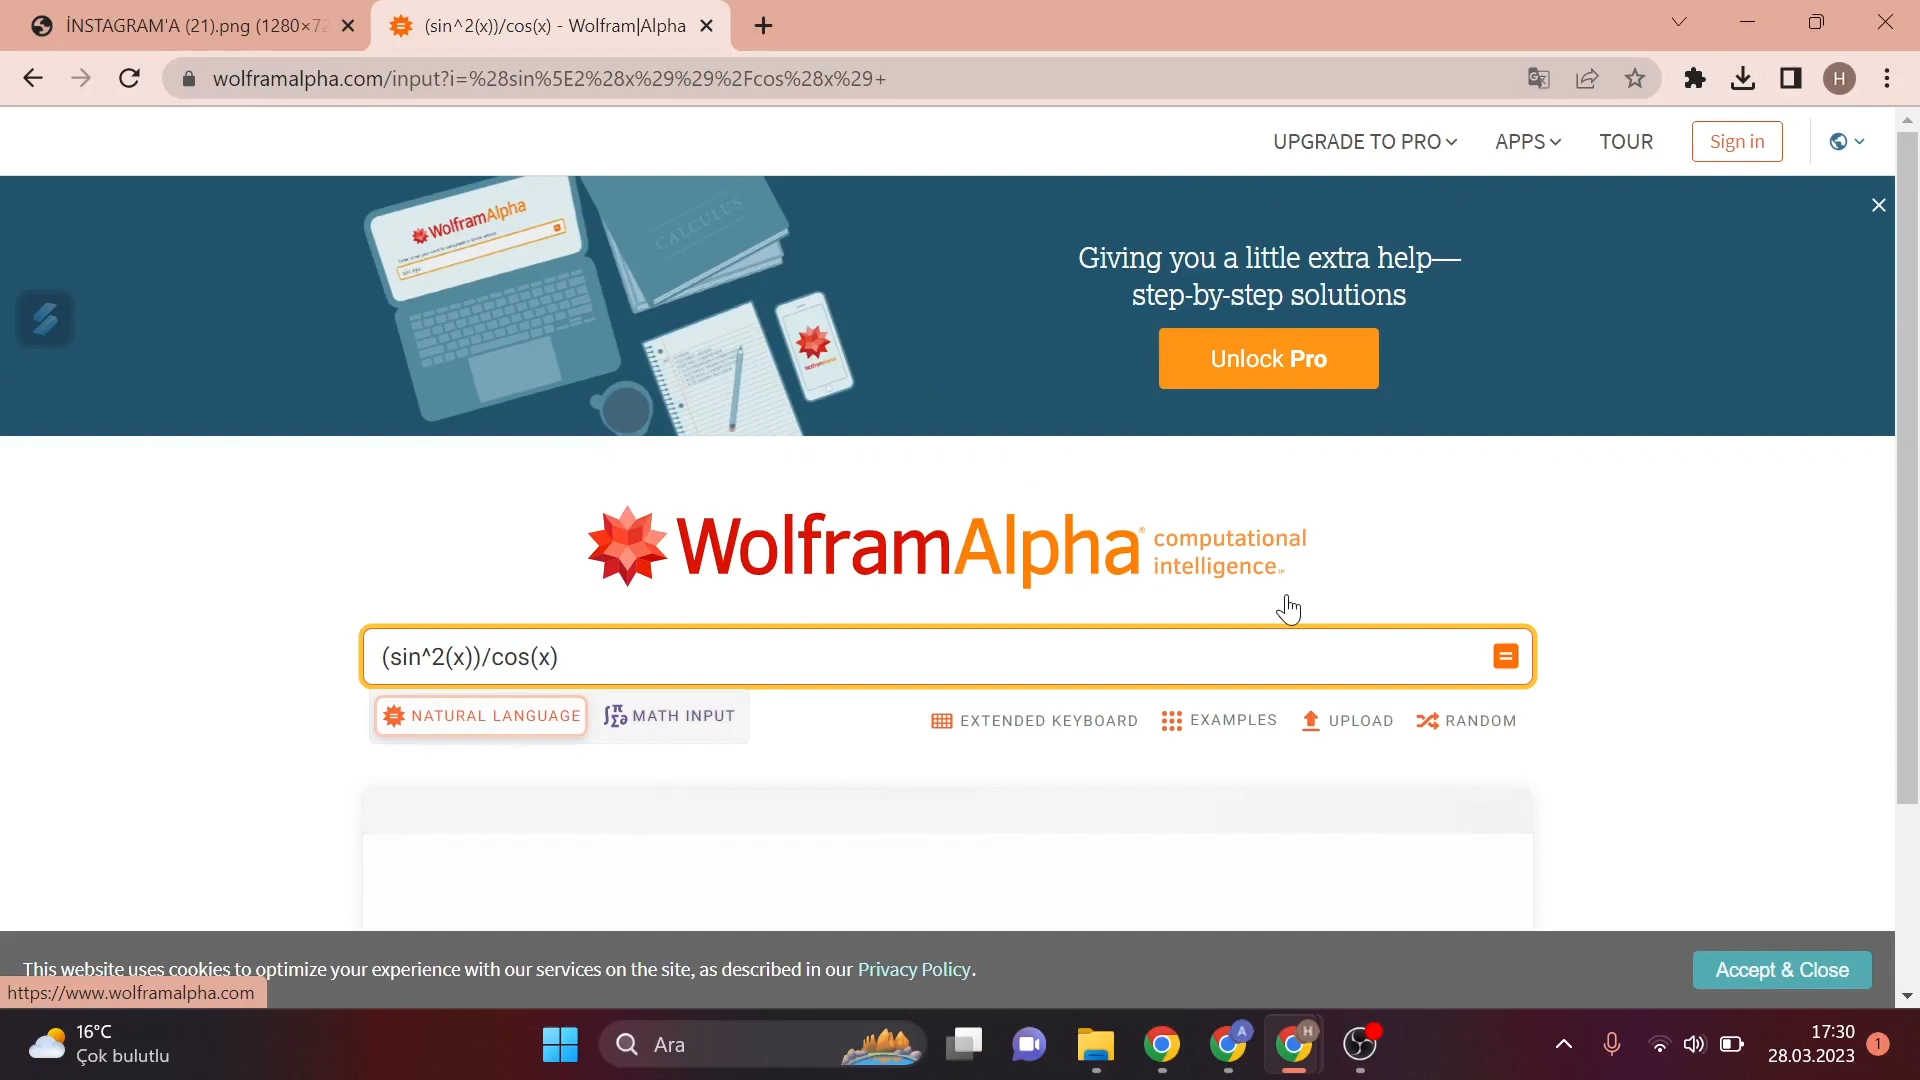 İNSTAGRAM'A (21).png (1280×72
(sin^2(x))/cos(x) - Wolfram|Alpha
wolframalpha.com/input?i=%28sin%5E2%28x%29%29%2Fcos%28x%29+
H
UPGRADE TO PRO
APPS
TOUR
Sign in
WolframAlpha
CALCULUS
Giving you a little extra help—
step-by-step solutions
Unlock Pro
WolframAlpha computational
intelligence™
(sin^2(x))/cos(x)
NATURAL LANGUAGE
MATH INPUT
EXTENDED KEYBOARD
EXAMPLES
UPLOAD
RANDOM
This website uses cookies to optimize your experience with our services on the site, as described in our Privacy Policy.
Accept & Close
https://www.wolframalpha.com
16°C
Çok bulutlu
Ara
A
H
17:30
28.03.2023
1